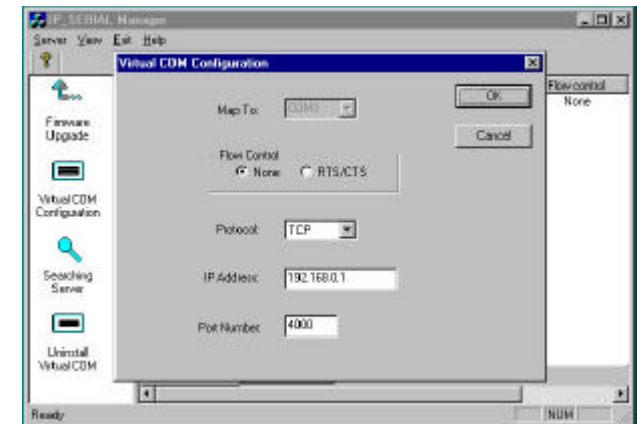 IP_SERIAL Manager
Server View Exit Help
Virtual COM Configuration
Firmware
Upgrade
Virtual COM
Configuration
Searching
Server
Uninstall
Virtual COM
Map To:
Flow Control
None
RTS/CTS
Protocol:
TCP
IP Address:
192.168.0.1
Port Number:
4000
OK
Cancel
Flow control
None
Ready
NUM